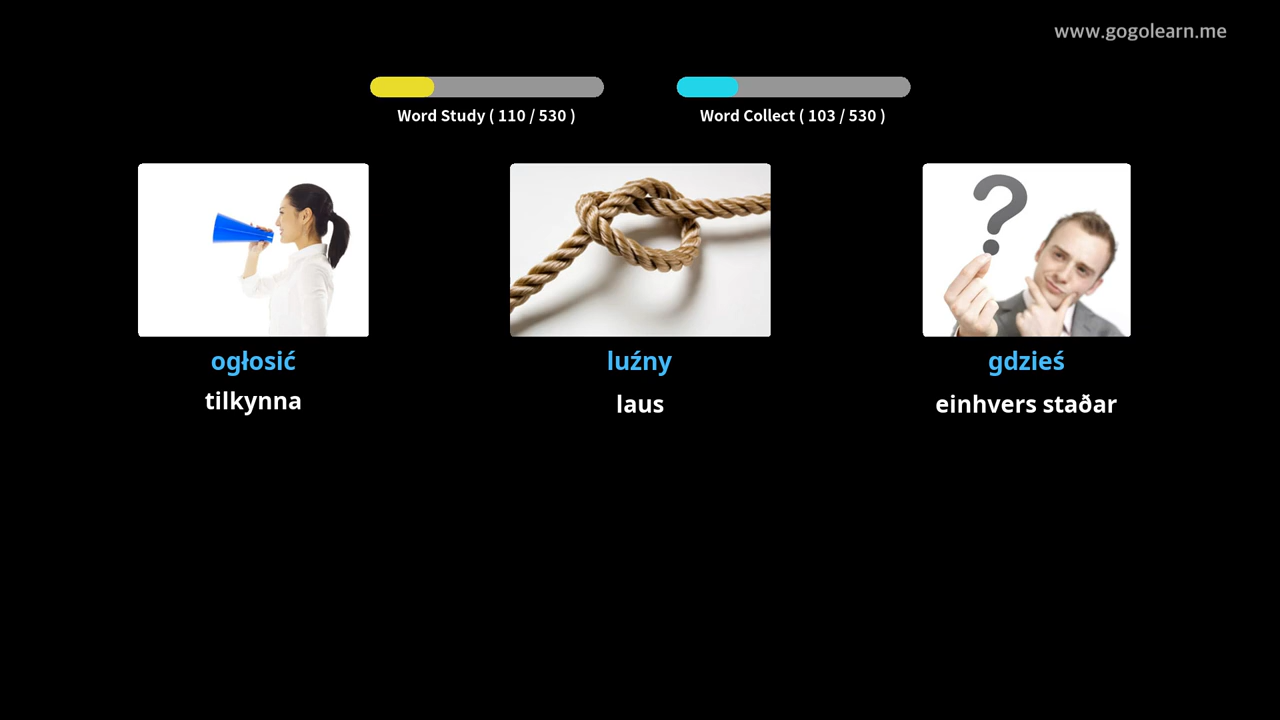 www.gogolearn.me
Word Study ( 110 / 530 )
Word Collect ( 103 / 530 )
ogłosić
tilkynna
luźny
laus
gdzieś
einhvers staðar